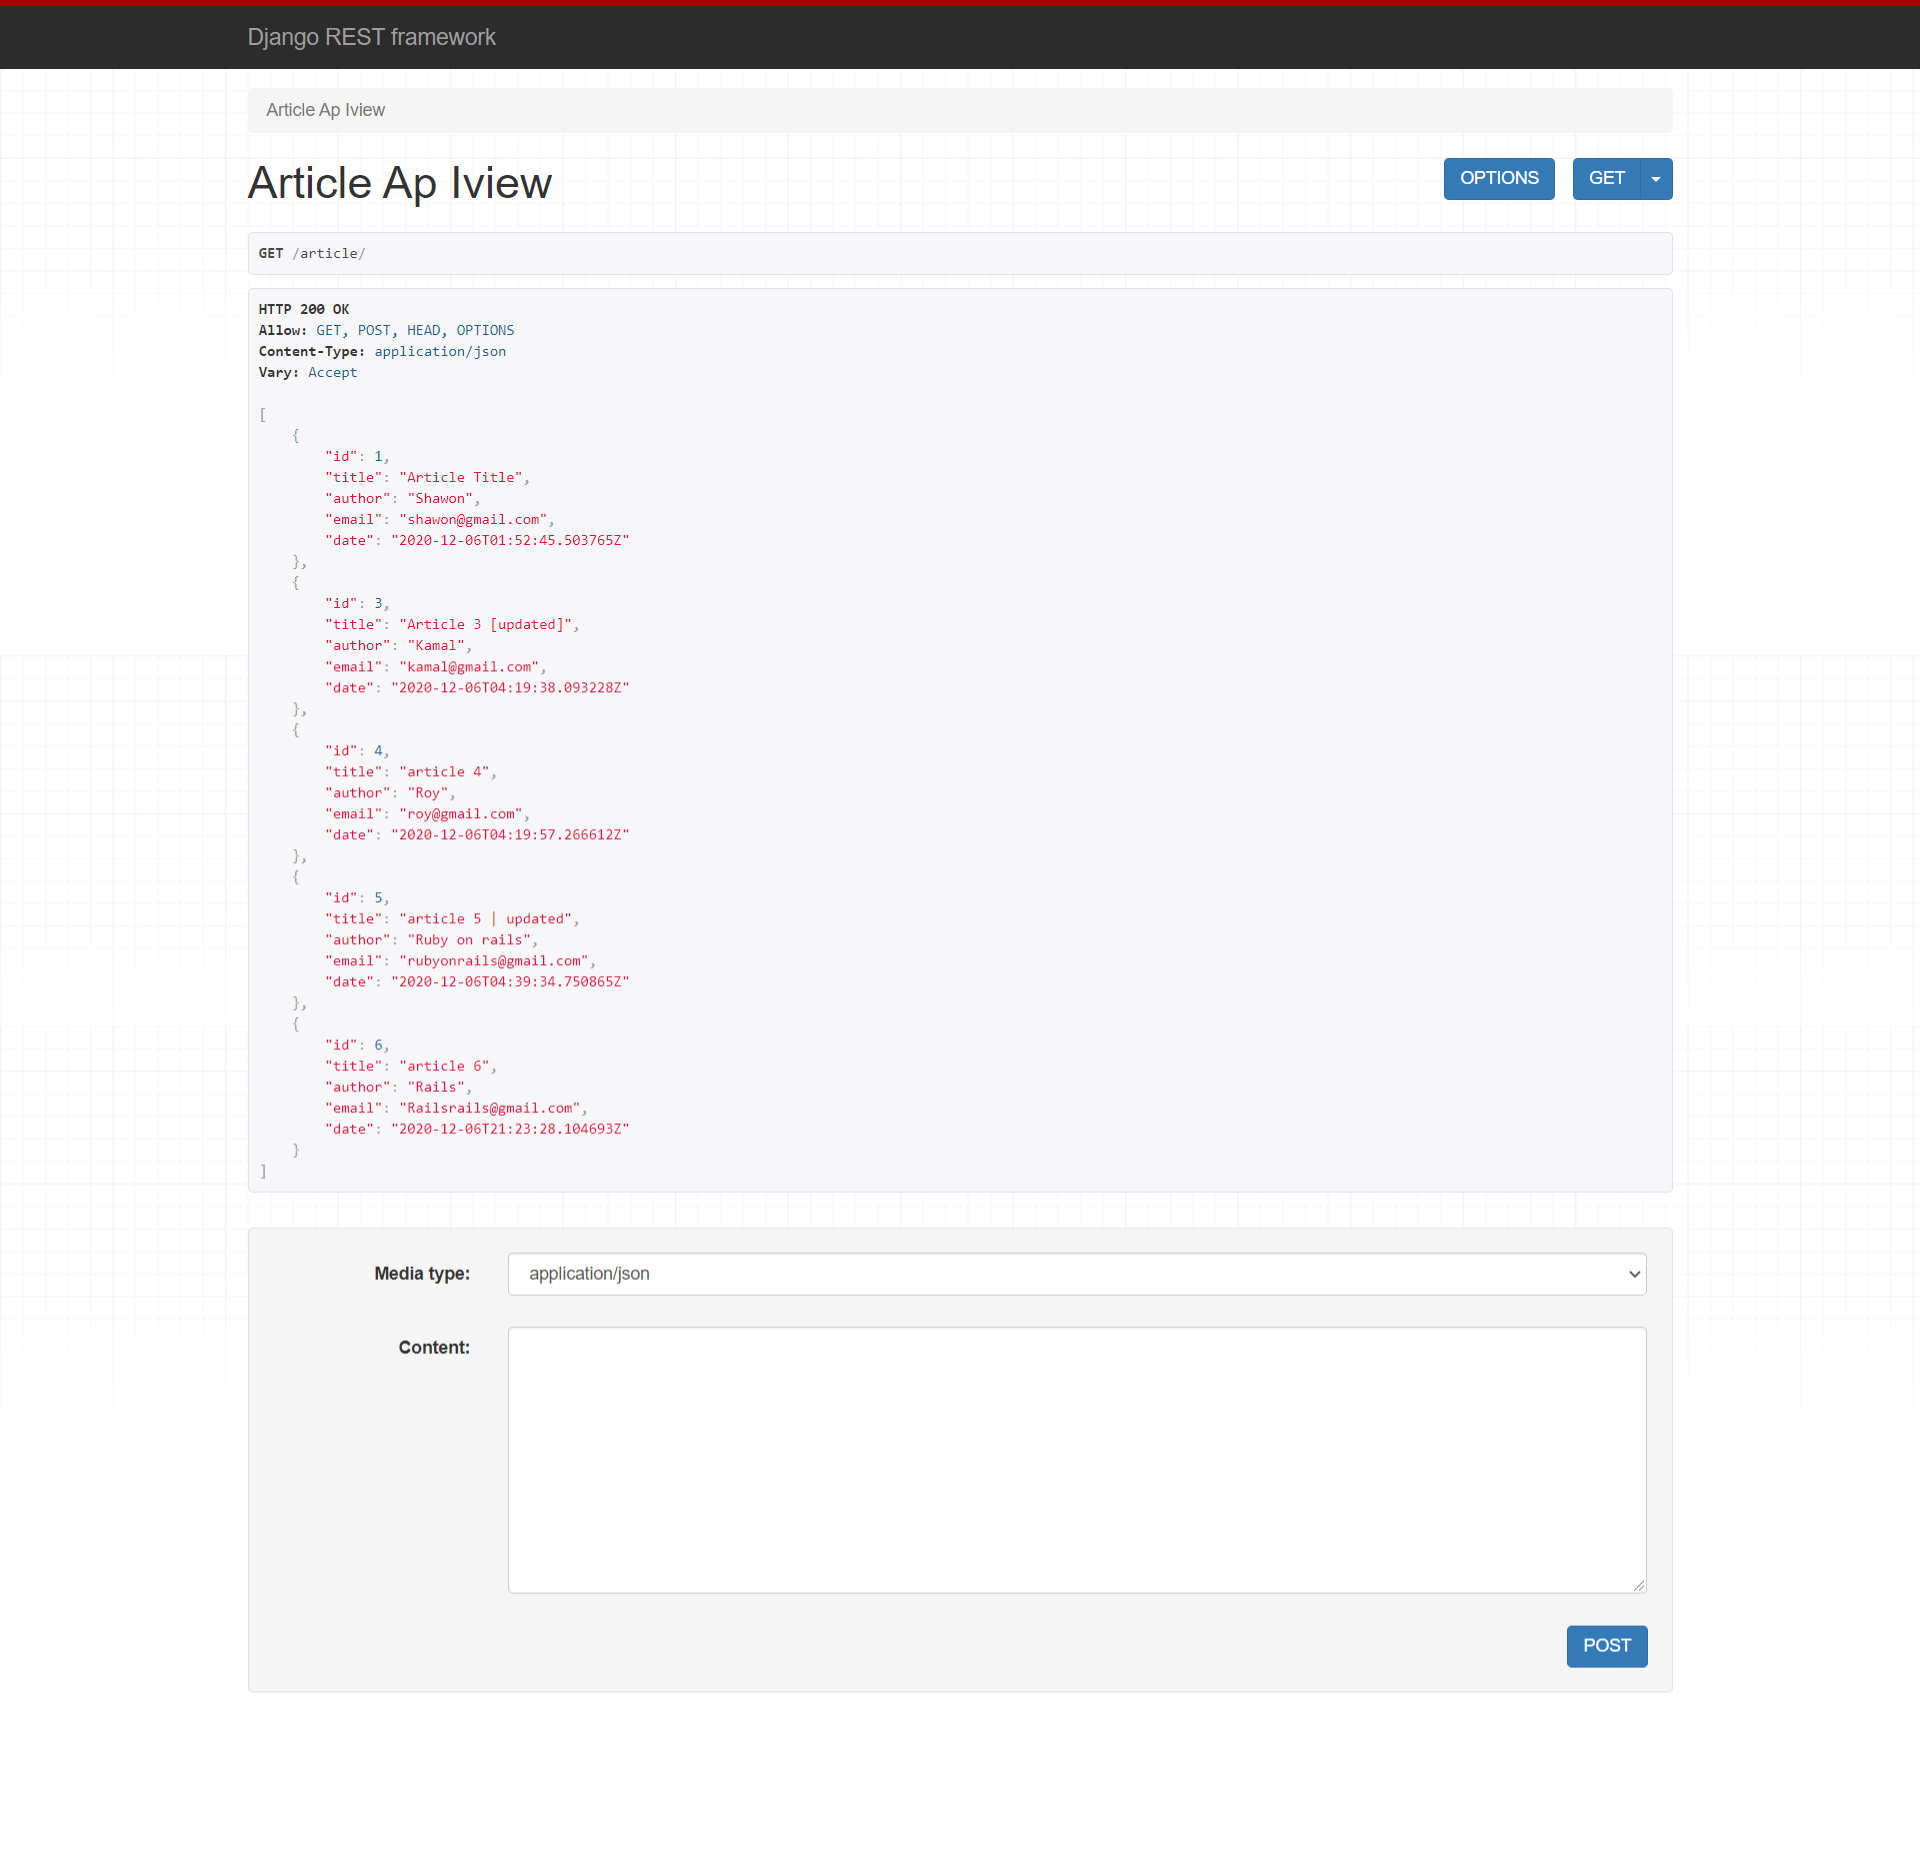 Django REST framework
Article Ap Iview
Article Ap Iview
OPTIONS
GET
GET /article/
HTTP 200 OK
Allow: GET, POST, HEAD, OPTIONS
Content-Type: application/json
Vary: Accept
[
    {
        "id": 1,
        "title": "Article Title",
        "author": "Shawon",
        "email": "shawon@gmail.com",
        "date": "2020-12-06T01:52:45.503765Z"
    },
    {
        "id": 3,
        "title": "Article 3 [updated]",
        "author": "Kamal",
        "email": "kamal@gmail.com",
        "date": "2020-12-06T04:19:38.093228Z"
    },
    {
        "id": 4,
        "title": "article 4",
        "author": "Roy",
        "email": "roy@gmail.com",
        "date": "2020-12-06T04:19:57.266612Z"
    },
    {
        "id": 5,
        "title": "article 5 | updated",
        "author": "Ruby on rails",
        "email": "rubyonrails@gmail.com",
        "date": "2020-12-06T04:39:34.750865Z"
    },
    {
        "id": 6,
        "title": "article 6",
        "author": "Rails",
        "email": "Railsrails@gmail.com",
        "date": "2020-12-06T21:23:28.104693Z"
    }
]
Media type:
application/json
Content:
POST